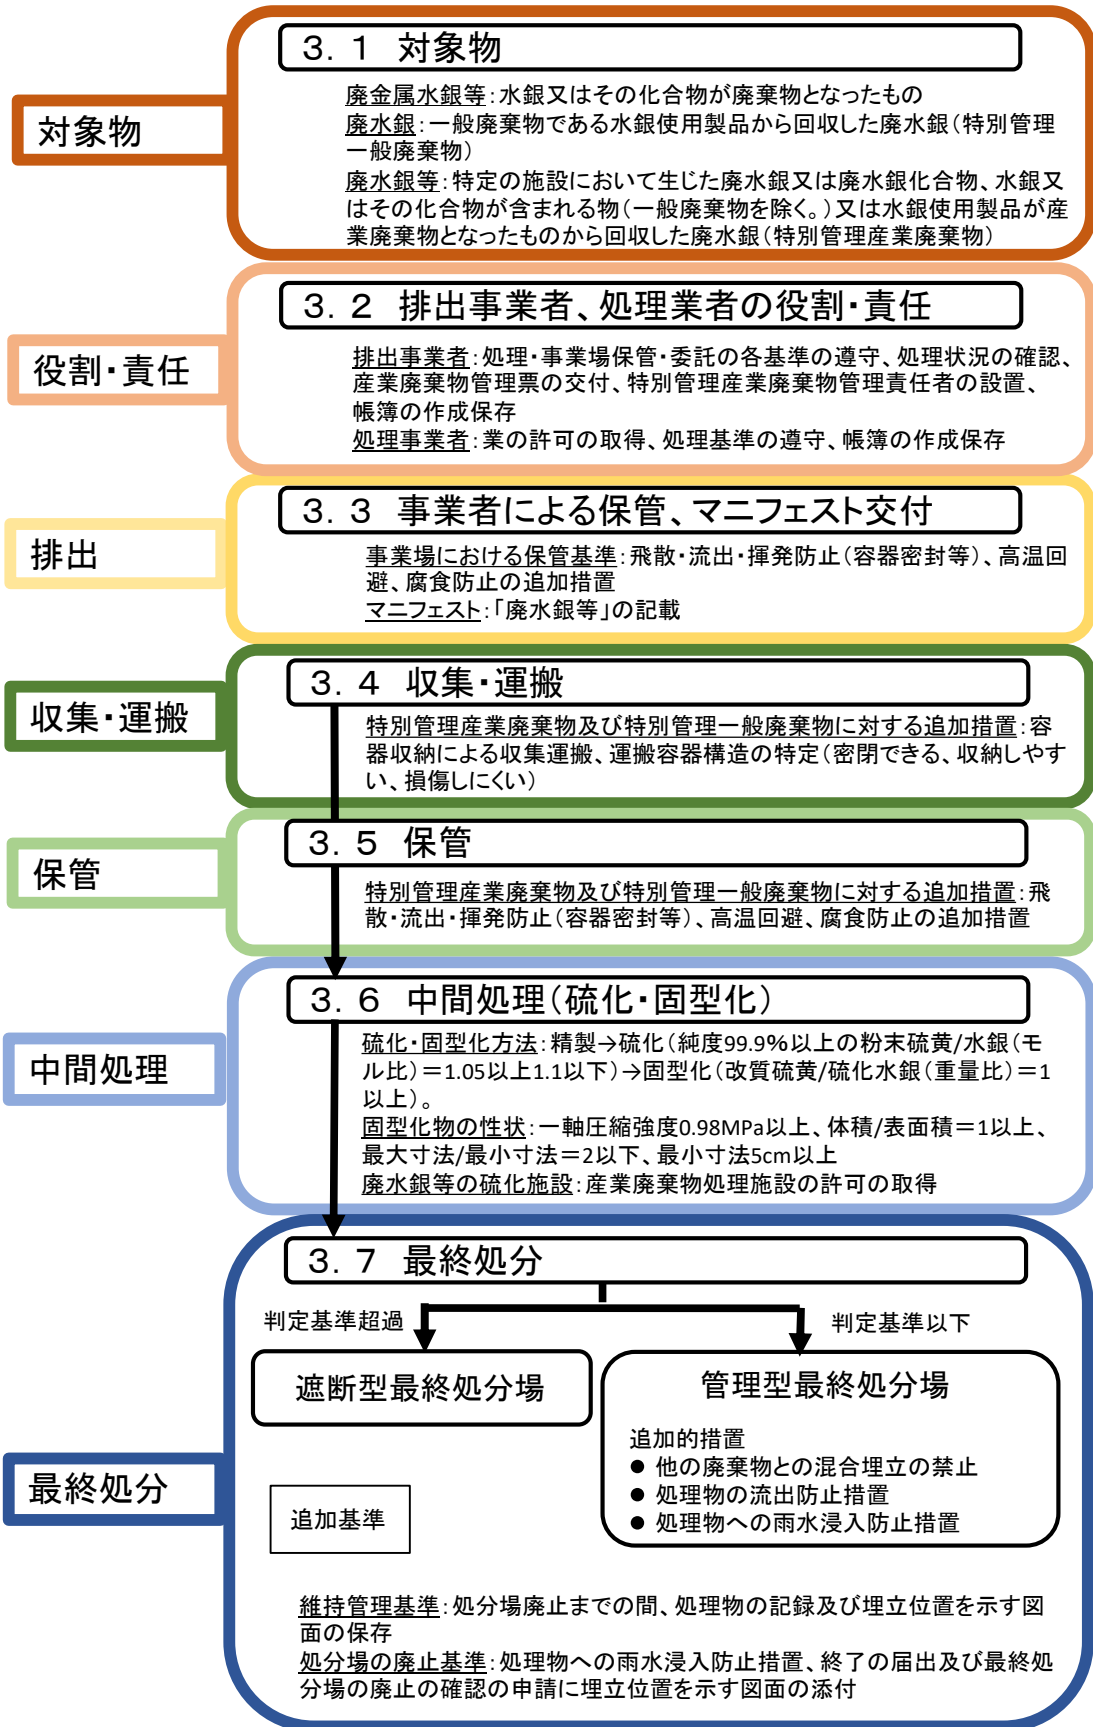 対象物
3．1 対象物
廃金属水銀等：水銀又はその化合物が廃棄物となったもの
廃水銀：一般廃棄物である水銀使用製品から回収した廃水銀（特別管理
一般廃棄物）
廃水銀等：特定の施設において生じた廃水銀又は廃水銀化合物、水銀又
はその化合物が含まれる物（一般廃棄物を除く。）又は水銀使用製品が産
業廃棄物となったものから回収した廃水銀（特別管理産業廃棄物）
役割・責任
3．2 排出事業者、処理業者の役割・責任
排出事業者：処理・事業場保管・委託の各基準の遵守、処理状況の確認、
産業廃棄物管理票の交付、特別管理産業廃棄物管理責任者の設置、
帳簿の作成保存
処理事業者：業の許可の取得、処理基準の遵守、帳簿の作成保存
排出
3．3 事業者による保管、マニフェスト交付
事業場における保管基準：飛散・流出・揮発防止（容器密封等）、高温回
避、腐食防止の追加措置
マニフェスト：「廃水銀等」の記載
収集・運搬
3．4 収集・運搬
特別管理産業廃棄物及び特別管理一般廃棄物に対する追加措置：容
器収納による収集運搬、運搬容器構造の特定（密閉できる、収納しやす
い、損傷しにくい）
保管
3．5 保管
特別管理産業廃棄物及び特別管理一般廃棄物に対する追加措置：飛
散・流出・揮発防止（容器密封等）、高温回避、腐食防止の追加措置
中間処理
3．6 中間処理（硫化・固型化）
硫化・固型化方法：精製→硫化（純度99.9%以上の粉末硫黄/水銀（モ
ル比）＝1.05以上1.1以下）→固型化（改質硫黄/硫化水銀（重量比）＝1
以上）。
固型化物の性状：一軸圧縮強度0.98MPa以上、体積/表面積＝1以上、
最大寸法/最小寸法＝2以下、最小寸法5cm以上
廃水銀等の硫化施設：産業廃棄物処理施設の許可の取得
最終処分
3．7 最終処分
判定基準超過
判定基準以下
遮断型最終処分場
管理型最終処分場
追加的措置
● 他の廃棄物との混合埋立の禁止
● 処理物の流出防止措置
● 処理物への雨水浸入防止措置
追加基準
維持管理基準：処分場廃止までの間、処理物の記録及び埋立位置を示す図
面の保存
処分場の廃止基準：処理物への雨水浸入防止措置、終了の届出及び最終処
分場の廃止の確認の申請に埋立位置を示す図面の添付